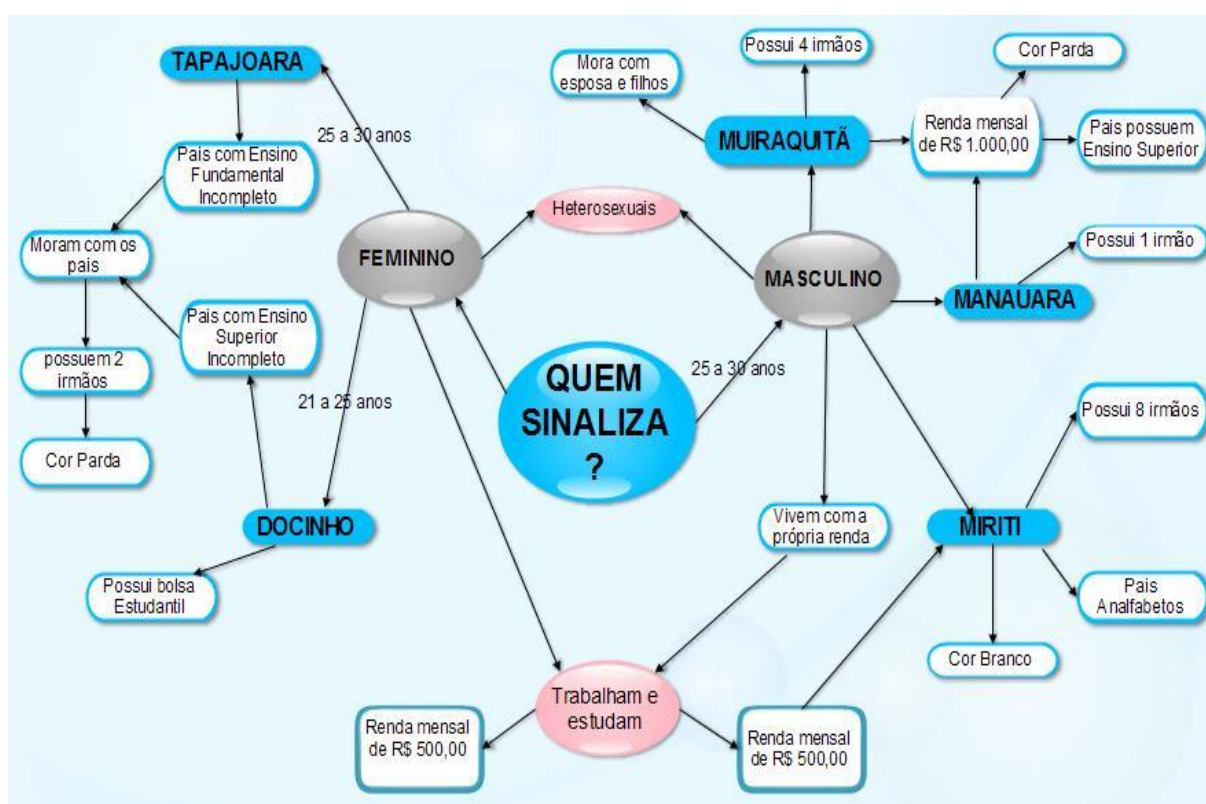 TAPAJOARA
25 a 30 anos
Pais com Ensino
Fundamental
Incompleto
Moram com os
pais
Pais com Ensino
Superior
Incompleto
possuem 2
irmãos
Cor Parda
21 a 25 anos
DOCINHO
Possui bolsa
Estudantil
FEMININO
Heterosexuais
MASCULINO
QUEM
SINALIZA
?
25 a 30 anos
Mora com
esposa e filhos
Possui 4 irmãos
MUIRAQUITÃ
Renda mensal
de R$ 1.000,00
Cor Parda
Pais possuem
Ensino Superior
Possui 1 irmão
MANAUARA
Possui 8 irmãos
MIRITI
Pais
Analfabetos
Cor Branco
Vivem com a
própria renda
Trabalham e
estudam
Renda mensal
de R$ 500,00
Renda mensal
de R$ 500,00